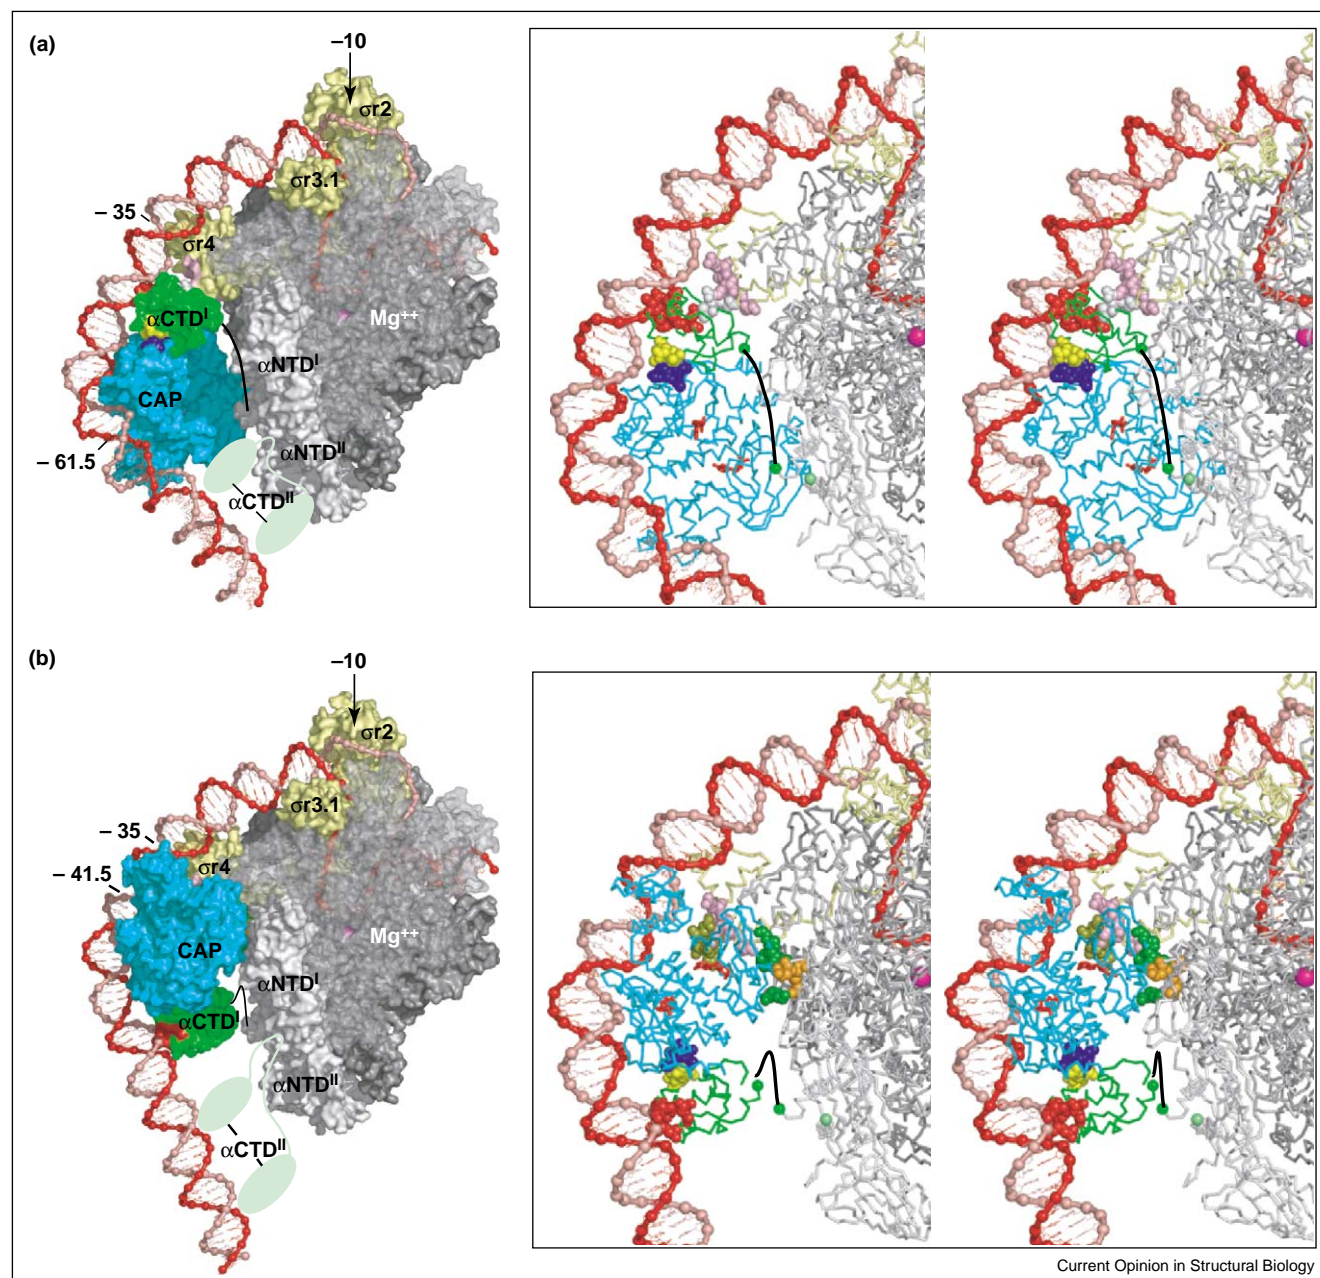 (a)
–10
σr2
σr3.1
– 35
σr4
αCTDᴵ
Mg⁺⁺
αNTDᴵ
CAP
αNTDᴵᴵ
– 61.5
αCTDᴵᴵ
(b)
–10
σr2
σr3.1
– 35
σr4
– 41.5
Mg⁺⁺
CAP
αNTDᴵ
αCTDᴵ
αNTDᴵᴵ
αCTDᴵᴵ
Current Opinion in Structural Biology